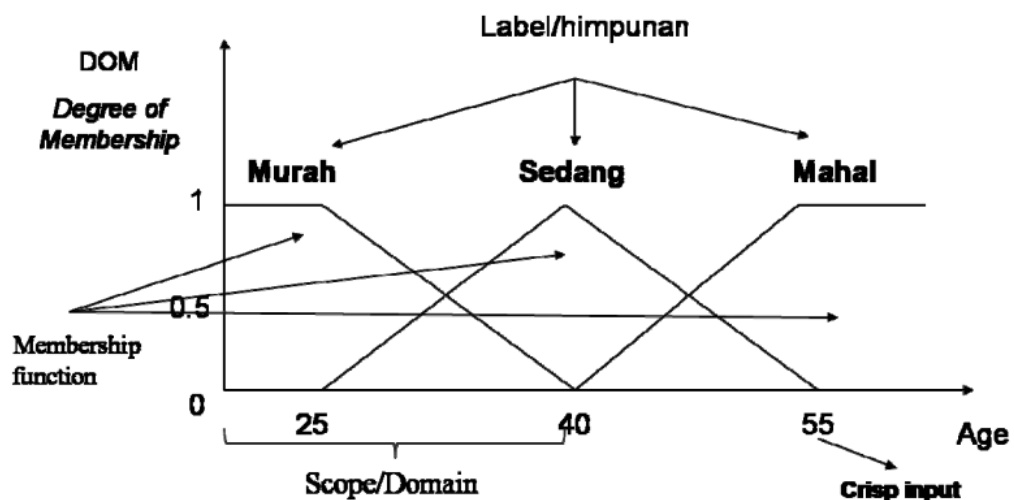 Label/himpunan
DOM
Degree of
Membership
Murah
Sedang
Mahal
1
0.5
Membership
function
0
25
40
55
Age
Scope/Domain
Crisp input